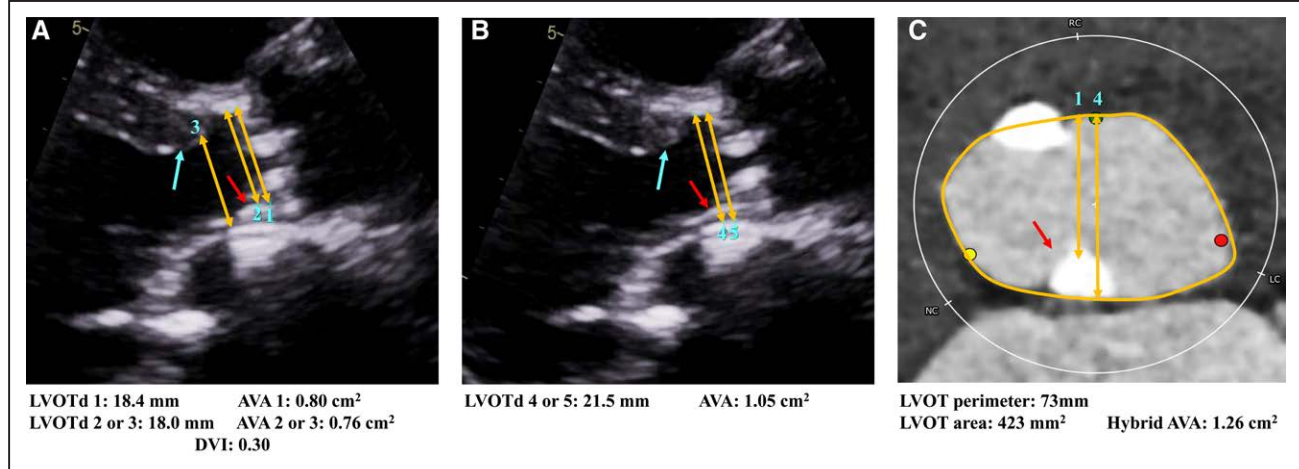 A
5
3
21
LVOTd 1: 18.4 mm AVA 1: 0.80 cm²
LVOTd 2 or 3: 18.0 mm AVA 2 or 3: 0.76 cm²
DVI: 0.30
B
5
45
LVOTd 4 or 5: 21.5 mm AVA: 1.05 cm²
C
RC
1 4
NC
LC
LVOT perimeter: 73mm
LVOT area: 423 mm² Hybrid AVA: 1.26 cm²